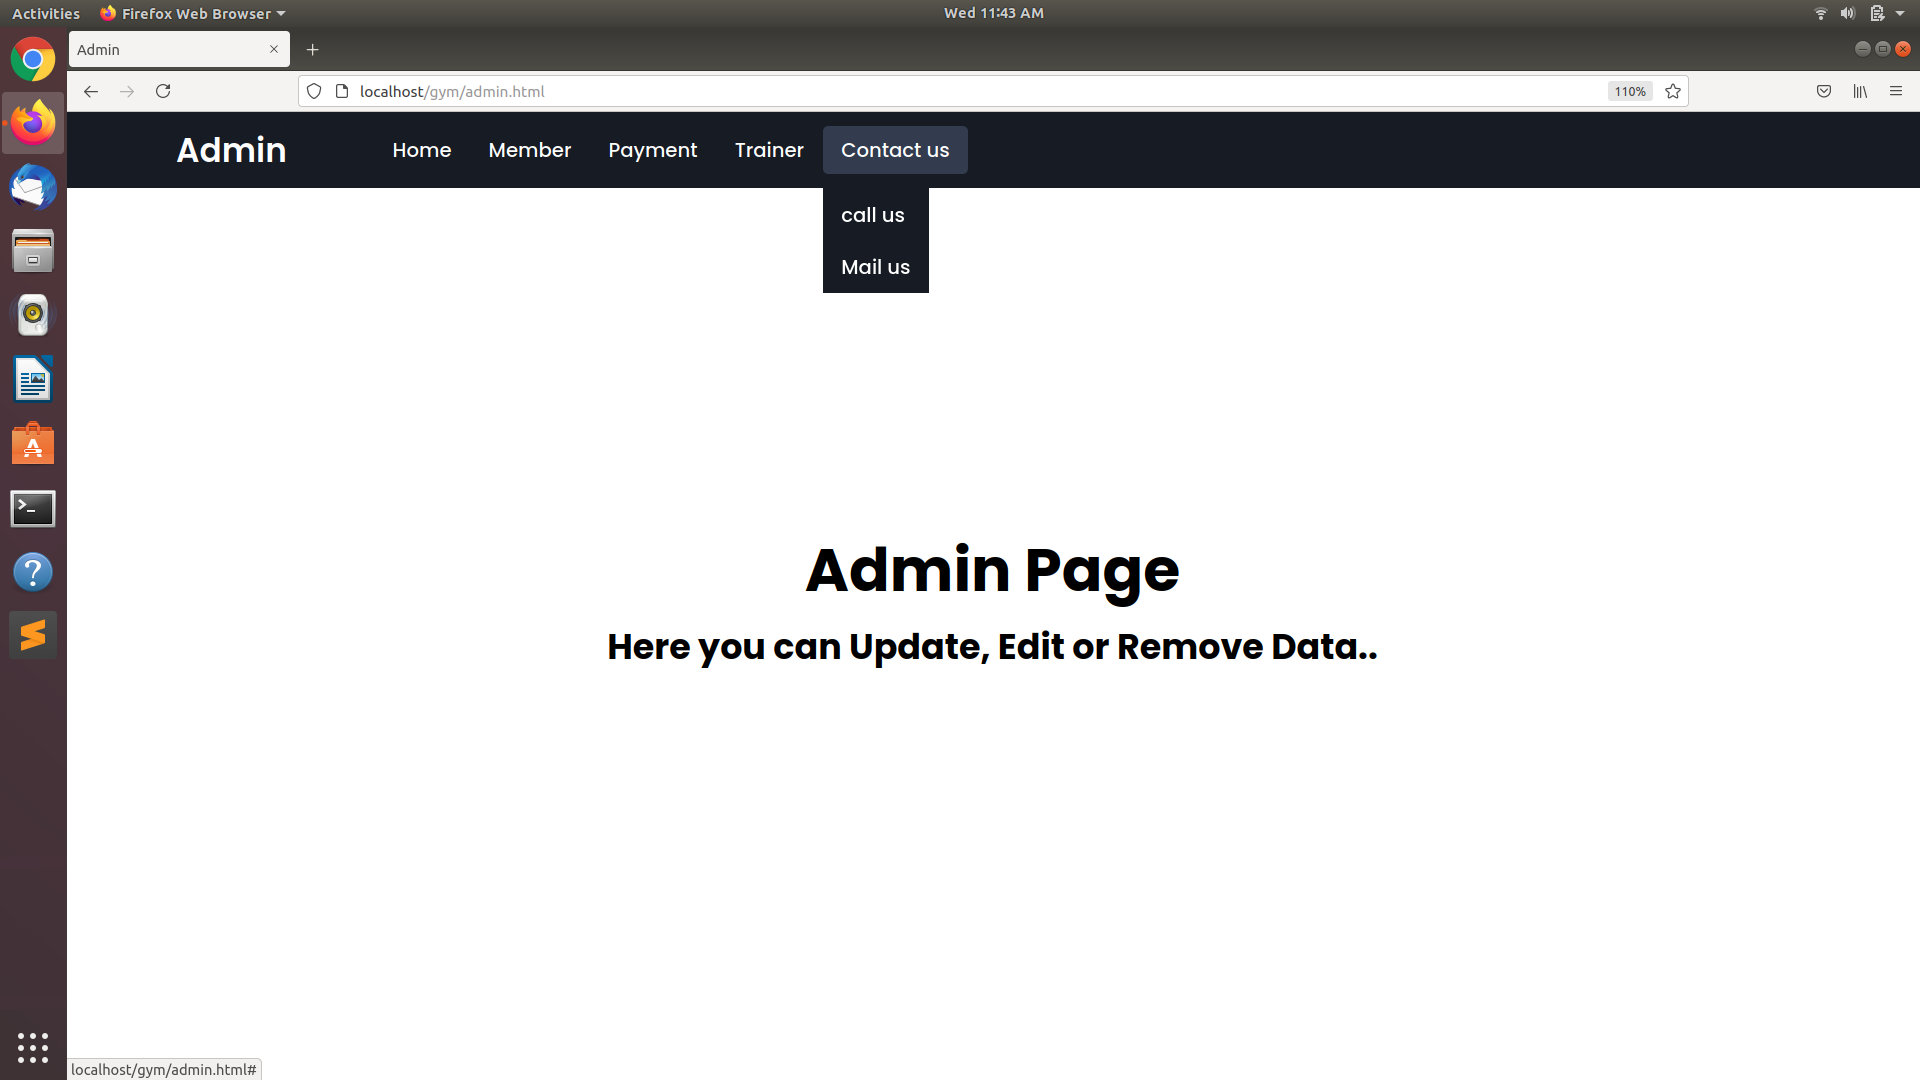 Activities Firefox Web Browser Wed 11:43 AM
Admin
localhost/gym/admin.html 110%
Admin Home Member Payment Trainer Contact us
call us
Mail us
Admin Page
Here you can Update, Edit or Remove Data..
localhost/gym/admin.html#